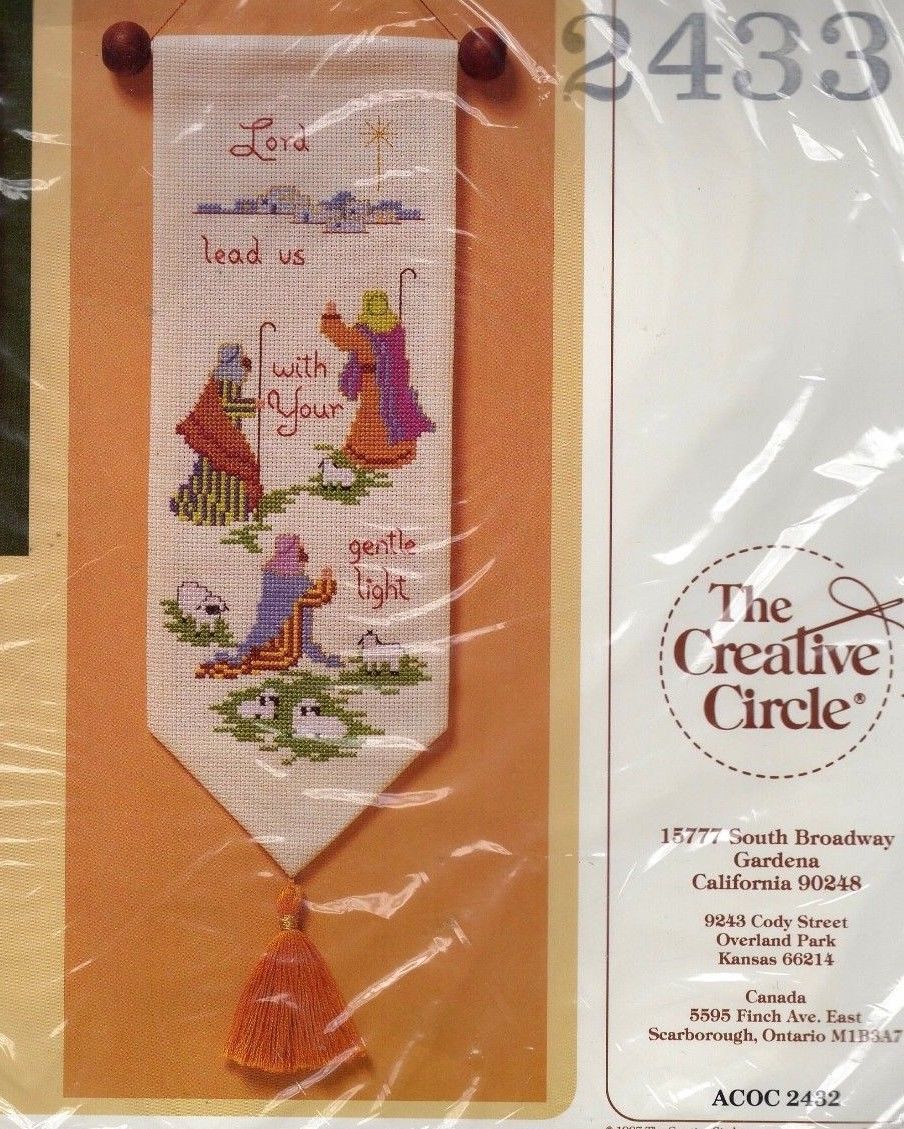 2433
Lord
lead us
with
Your
gentle
light
The
Creative
Circle®
15777 South Broadway
Gardena
California 90248
9243 Cody Street
Overland Park
Kansas 66214
Canada
5595 Finch Ave. East
Scarborough, Ontario M1B3A7
ACOC 2432